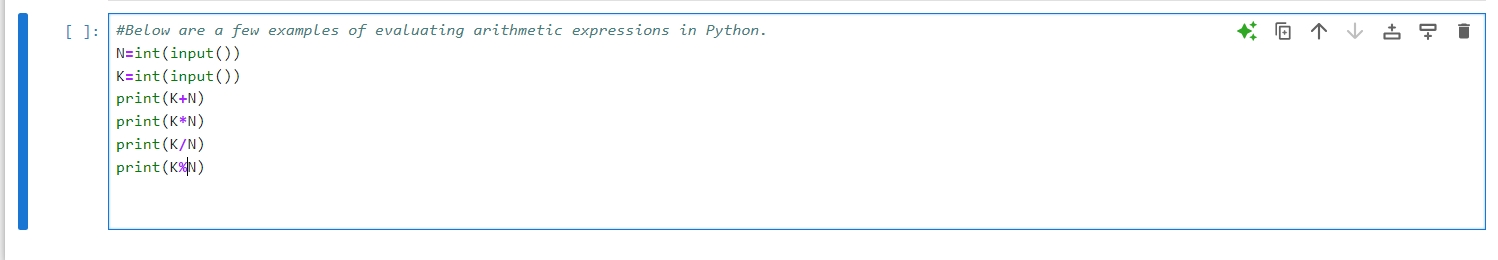 [ ]: #Below are a few examples of evaluating arithmetic expressions in Python.
N=int(input())
K=int(input())
print(K+N)
print(K*N)
print(K/N)
print(K%N)